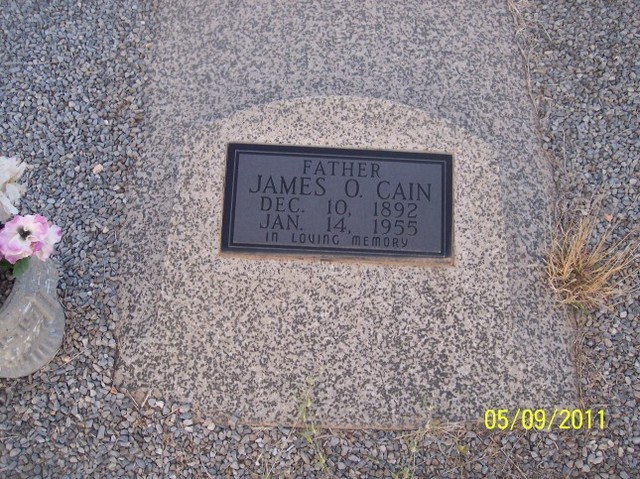 FATHER
JAMES O. CAIN
DEC. 10, 1892
JAN. 14, 1955
IN LOVING MEMORY
05/09/2011